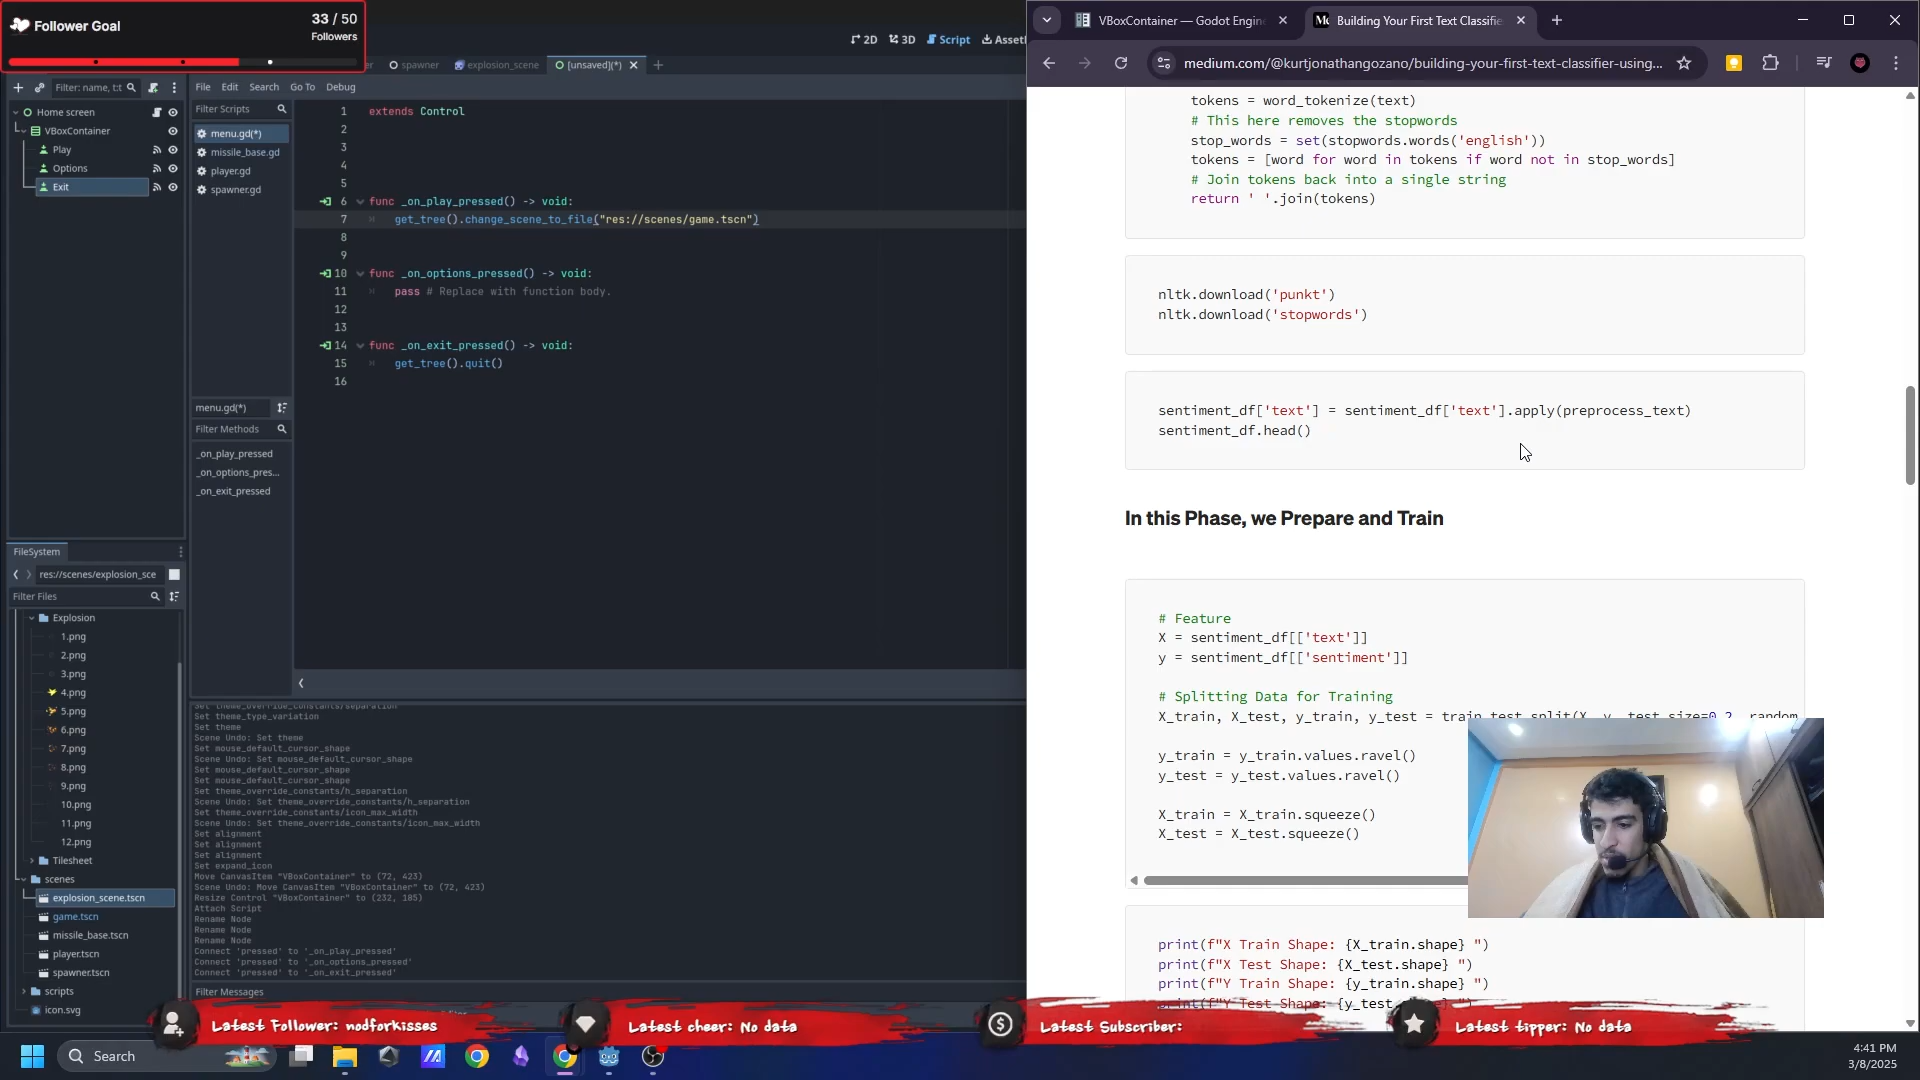 Follower Goal
33 / 50
Followers
2D
3D
Script
Asset
spawner
explosion_scene
[unsaved](*)
Filter: name, t:t
File Edit Search Go To Debug
Home screen
VBoxContainer
Play
Options
Exit
Filter Scripts
menu.gd(*)
missile_base.gd
player.gd
spawner.gd
menu.gd(*)
Filter Methods
_on_play_pressed
_on_options_pres...
_on_exit_pressed
1 extends Control
2
3
4
5
6 func _on_play_pressed() -> void:
7 get_tree().change_scene_to_file("res://scenes/game.tscn")
8
9
10 func _on_options_pressed() -> void:
11 pass # Replace with function body.
12
13
14 func _on_exit_pressed() -> void:
15 get_tree().quit()
16
FileSystem
res://scenes/explosion_sce
Filter Files
Explosion
1.png
2.png
3.png
4.png
5.png
6.png
7.png
8.png
9.png
10.png
11.png
12.png
Tilesheet
scenes
explosion_scene.tscn
game.tscn
missile_base.tscn
player.tscn
spawner.tscn
scripts
icon.svg
Set theme_override_constants/separation
Set theme_type_variation
Set theme
Scene Undo: Set theme
Set mouse_default_cursor_shape
Scene Undo: Set mouse_default_cursor_shape
Set mouse_default_cursor_shape
Set mouse_default_cursor_shape
Set theme_override_constants/h_separation
Scene Undo: Set theme_override_constants/h_separation
Set theme_override_constants/icon_max_width
Scene Undo: Set theme_override_constants/icon_max_width
Set alignment
Set alignment
Set alignment
Set expand_icon
Move CanvasItem "VBoxContainer" to (72, 423)
Scene Undo: Move CanvasItem "VBoxContainer" to (72, 423)
Resize Control "VBoxContainer" to (232, 185)
Attach Script
Rename Node
Rename Node
Rename Node
Connect 'pressed' to '_on_play_pressed'
Connect 'pressed' to '_on_options_pressed'
Connect 'pressed' to '_on_exit_pressed'
Filter Messages
VBoxContainer — Godot Engin
Building Your First Text Classifie
medium.com/@kurtjonathangozano/building-your-first-text-classifier-using...
tokens = word_tokenize(text)
# This here removes the stopwords
stop_words = set(stopwords.words('english'))
tokens = [word for word in tokens if word not in stop_words]
# Join tokens back into a single string
return ' '.join(tokens)
nltk.download('punkt')
nltk.download('stopwords')
sentiment_df['text'] = sentiment_df['text'].apply(preprocess_text)
sentiment_df.head()
In this Phase, we Prepare and Train
# Feature
X = sentiment_df[['text']]
y = sentiment_df[['sentiment']]
# Splitting Data for Training
X_train, X_test, y_train, y_test = train_test_split(X, y, test_size=0.2, random
y_train = y_train.values.ravel()
y_test = y_test.values.ravel()
X_train = X_train.squeeze()
X_test = X_test.squeeze()
print(f"X Train Shape: {X_train.shape} ")
print(f"X Test Shape: {X_test.shape} ")
print(f"Y Train Shape: {y_train.shape} ")
print(f"Y Test Shape: {y_test.shape} ")
Latest Follower: nodforkisses
Latest cheer: No data
Latest Subscriber:
Latest tipper: No data
Search
4:41 PM
3/8/2025